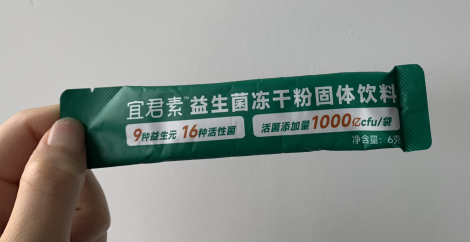 宜君素™益生菌冻干粉固体饮料
9种益生元 16种活性菌 活菌添加量1000亿cfu/袋
净含量：6克